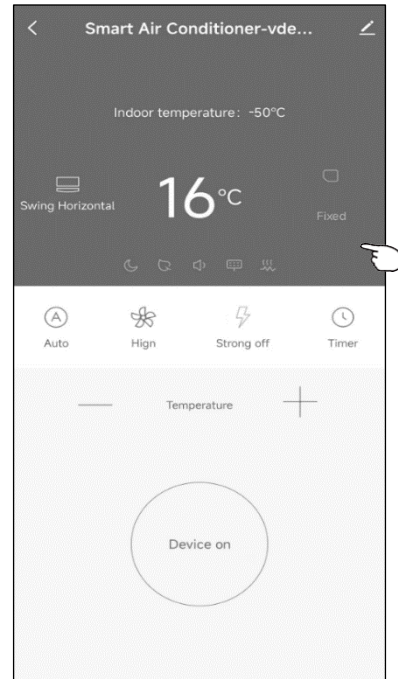 Smart Air Conditioner-vde...
Indoor temperature: -50°C
Swing Horizontal
16°C
Fixed
A
Auto
Hign
Strong off
Timer
Temperature
Device on